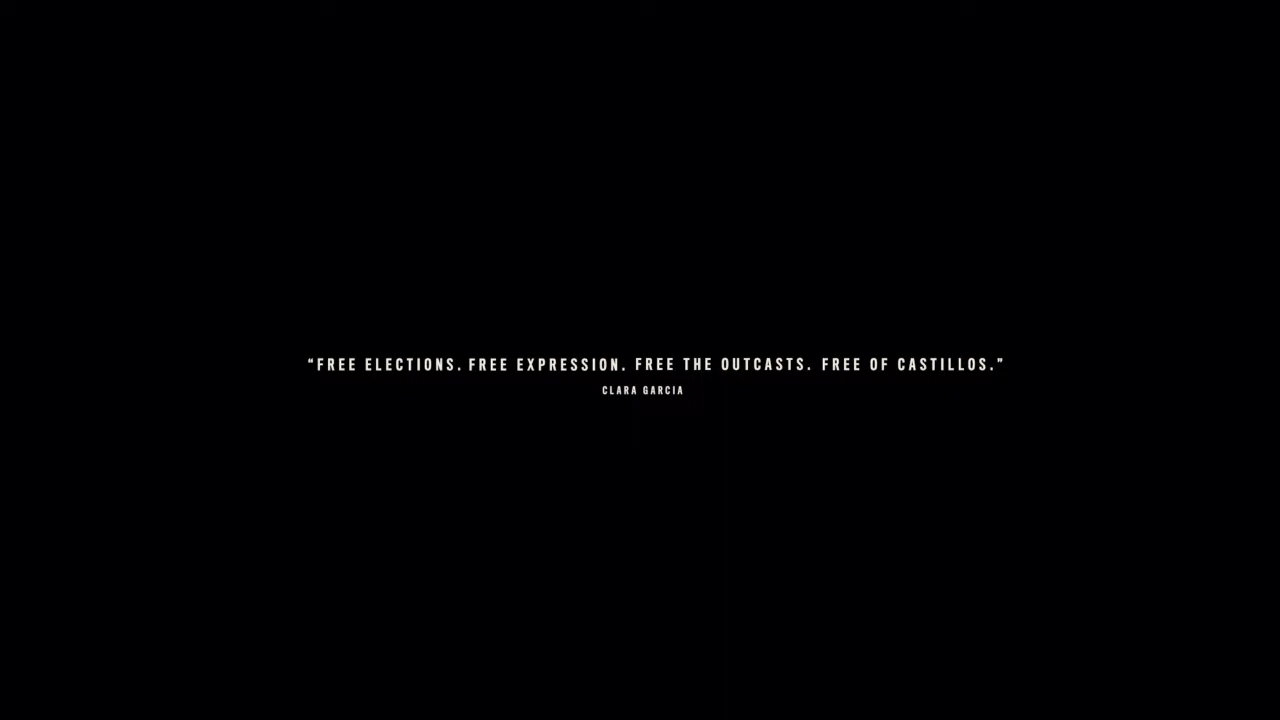 “FREE ELECTIONS. FREE EXPRESSION. FREE THE OUTCASTS. FREE OF CASTILLOS.”
CLARA GARCIA